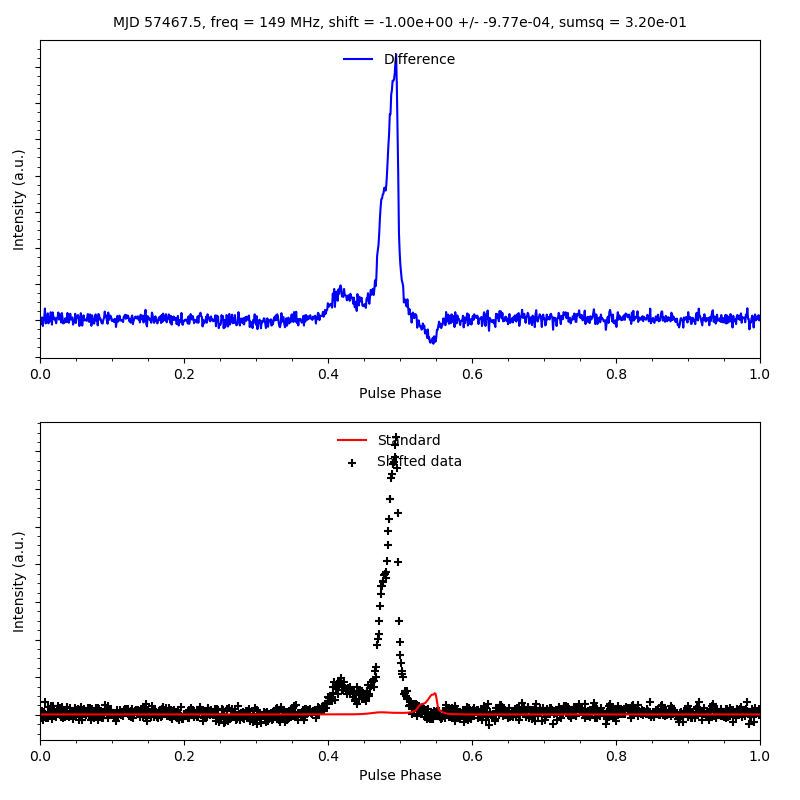 MJD 57467.5, freq = 149 MHz, shift = -1.00e+00 +/- -9.77e-04, sumsq = 3.20e-01
Difference
Intensity (a.u.)
0.0 0.2 0.4 0.6 0.8 1.0
Pulse Phase
Standard
Shifted data
Intensity (a.u.)
0.0 0.2 0.4 0.6 0.8 1.0
Pulse Phase